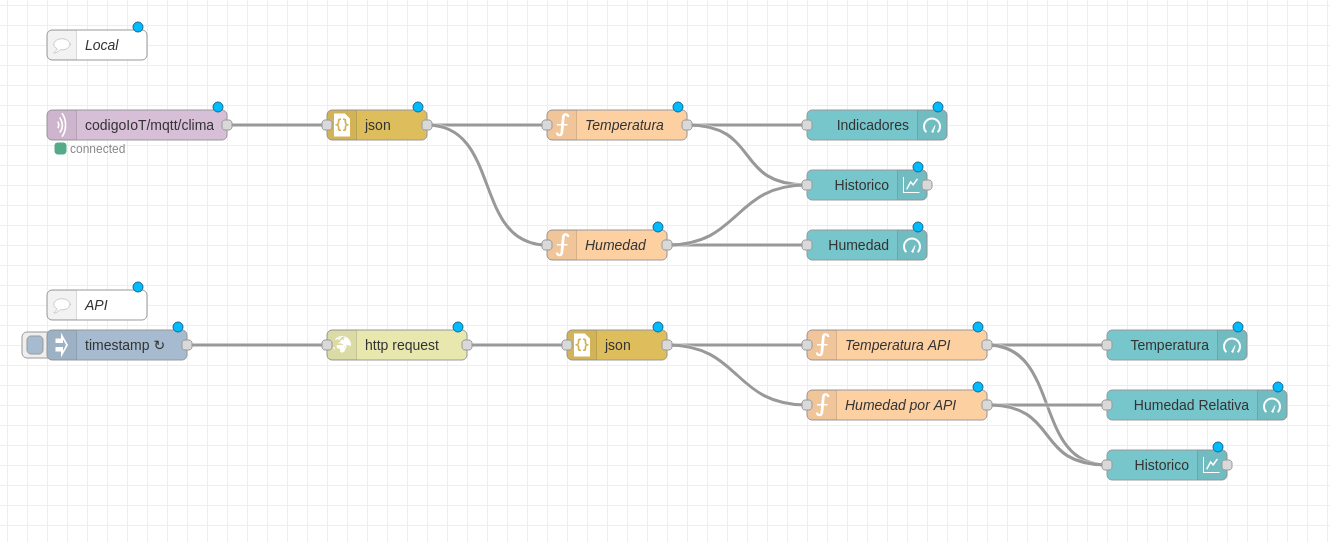 Local
codigoIoT/mqtt/clima
connected
{}
json
Temperatura
Indicadores
Historico
Humedad
Humedad
API
timestamp ↻
http request
{}
json
Temperatura API
Temperatura
Humedad por API
Humedad Relativa
Historico